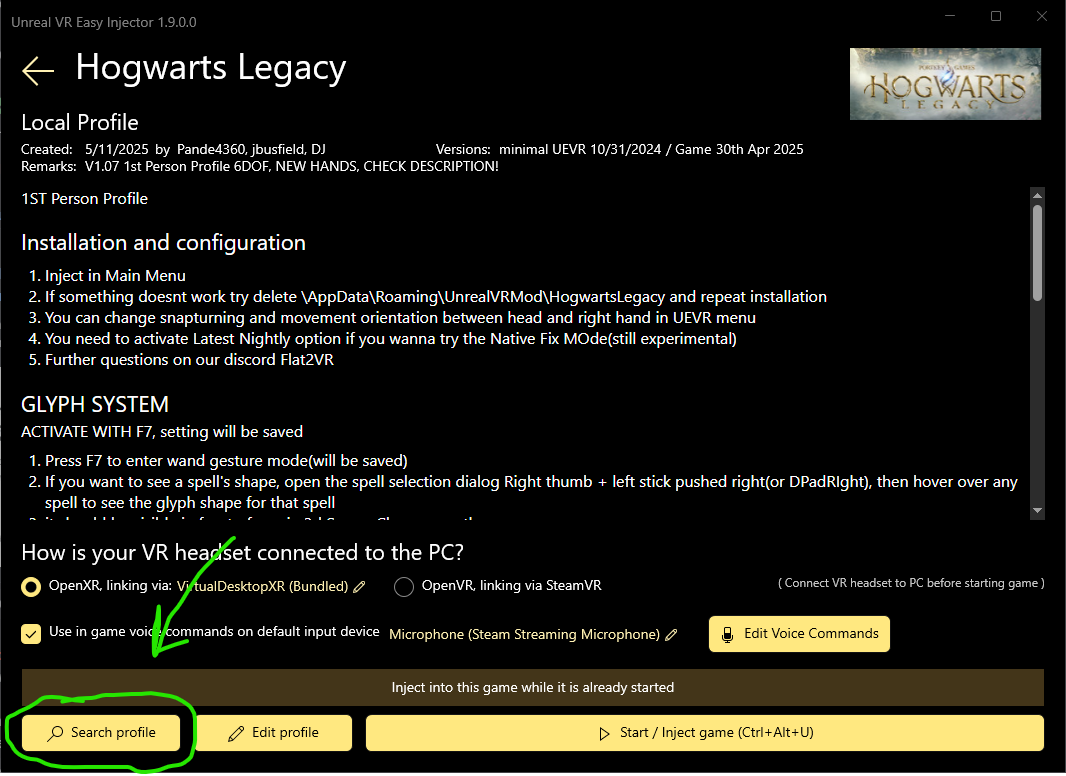 Unreal VR Easy Injector 1.9.0.0
Hogwarts Legacy
PORTKEY GAMES
HOGWARTS
LEGACY
Local Profile
Created: 5/11/2025 by Pande4360, jbusfield, DJ Versions: minimal UEVR 10/31/2024 / Game 30th Apr 2025
Remarks: V1.07 1st Person Profile 6DOF, NEW HANDS, CHECK DESCRIPTION!
1ST Person Profile
Installation and configuration
1. Inject in Main Menu
2. If something doesnt work try delete \AppData\Roaming\UnrealVRMod\HogwartsLegacy and repeat installation
3. You can change snapturning and movement orientation between head and right hand in UEVR menu
4. You need to activate Latest Nightly option if you wanna try the Native Fix MOde(still experimental)
5. Further questions on our discord Flat2VR
GLYPH SYSTEM
ACTIVATE WITH F7, setting will be saved
1. Press F7 to enter wand gesture mode(will be saved)
2. If you want to see a spell's shape, open the spell selection dialog Right thumb + left stick pushed right(or DPadRIght), then hover over any
spell to see the glyph shape for that spell
How is your VR headset connected to the PC?
OpenXR, linking via: VirtualDesktopXR (Bundled) OpenVR, linking via SteamVR ( Connect VR headset to PC before starting game )
Use in game voice commands on default input device Microphone (Steam Streaming Microphone) Edit Voice Commands
Inject into this game while it is already started
Search profile Edit profile Start / Inject game (Ctrl+Alt+U)